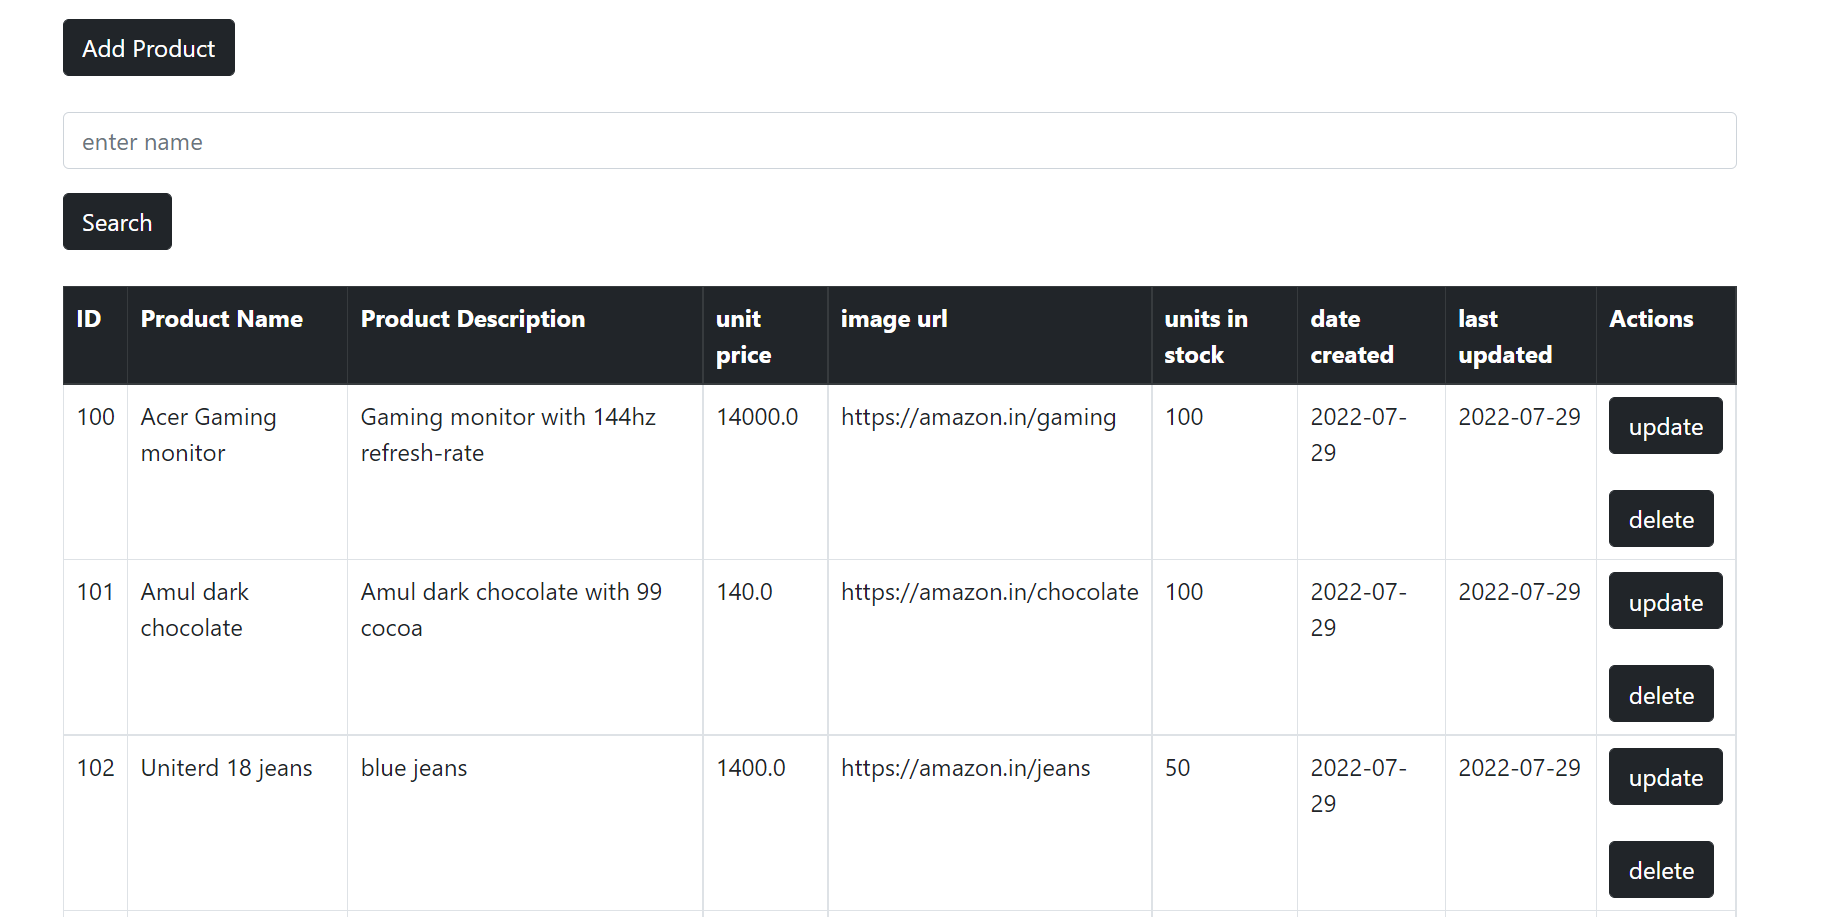 Add Product
enter name
Search
ID Product Name Product Description unit price image url units in stock date created last updated Actions
100 Acer Gaming monitor Gaming monitor with 144hz refresh-rate 14000.0 https://amazon.in/gaming 100 2022-07-29 2022-07-29 update
delete
101 Amul dark chocolate Amul dark chocolate with 99 cocoa 140.0 https://amazon.in/chocolate 100 2022-07-29 2022-07-29 update
delete
102 Uniterd 18 jeans blue jeans 1400.0 https://amazon.in/jeans 50 2022-07-29 2022-07-29 update
delete